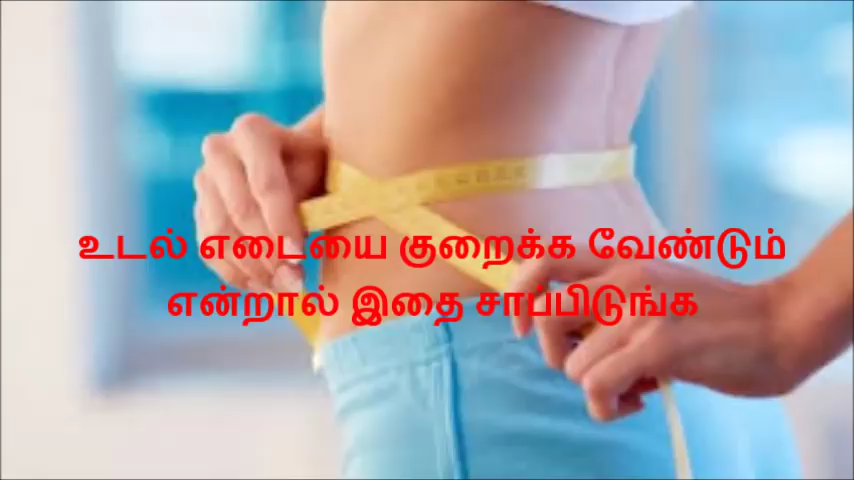 உடல் எடையை குறைக்க வேண்டும்
என்றால் இதை சாப்பிடுங்க